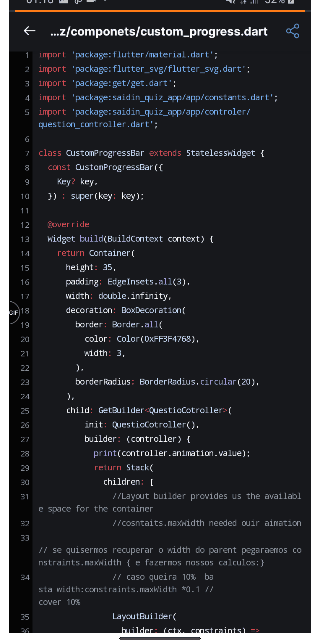 ...z/componets/custom_progress.dart
1 import 'package:flutter/material.dart';
2 import 'package:flutter_svg/flutter_svg.dart';
3 import 'package:get/get.dart';
4 import 'package:saidin_quiz_app/app/constants.dart';
5 import 'package:saidin_quiz_app/app/controler/
question_controller.dart';
6
7 class CustomProgressBar extends StatelessWidget {
8 const CustomProgressBar({
9 Key? key,
10 }) : super(key: key);
11
12 @override
13 Widget build(BuildContext context) {
14 return Container(
15 height: 35,
16 padding: EdgeInsets.all(3),
17 width: double.infinity,
GIF
18 decoration: BoxDecoration(
19 border: Border.all(
20 color: Color(0XFF3F4768),
21 width: 3,
22 ),
23 borderRadius: BorderRadius.circular(20),
24 ),
25 child: GetBuilder<QuestioCotroller>(
26 init: QuestioCotroller(),
27 builder: (controller) {
28 print(controller.animation.value);
29 return Stack(
30 children: [
31 //Layout builder provides us the availabl
e space for the container
32 //cosntaits.maxWidth needed ouir aimation
33
// se quisermos recuperar o width do parent pegaraemos co
nstraints.maxWidth { e fazermos nossos calculos:}
34 // caso queira 10% ba
sta width:constraints.maxWidth *0.1 //
cover 10%
35 LayoutBuilder(
36 builder: (ctx, constraints) =>